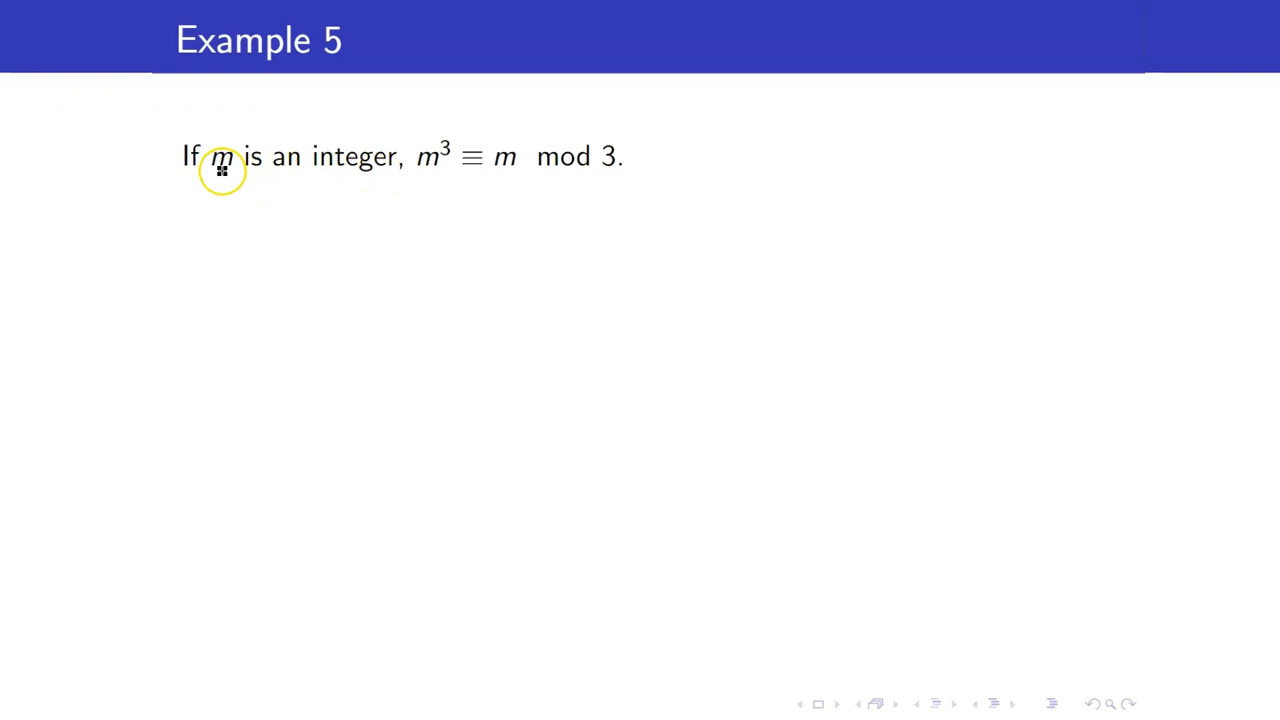 Example 5
If m is an integer, m³ ≡ m mod 3.